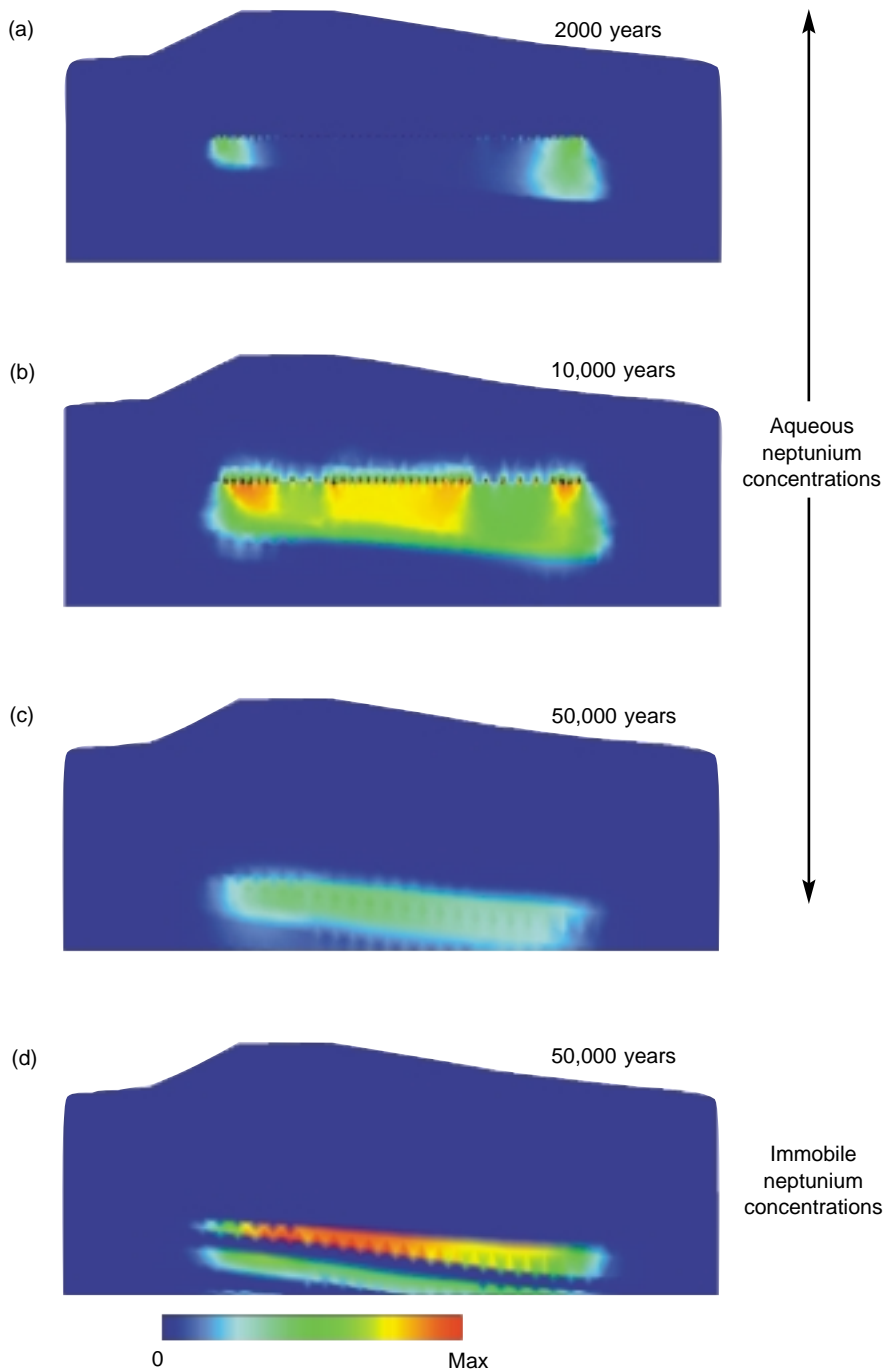 (a)
2000 years
(b)
10,000 years
Aqueous
neptunium
concentrations
(c)
50,000 years
(d)
50,000 years
Immobile
neptunium
concentrations
0
Max